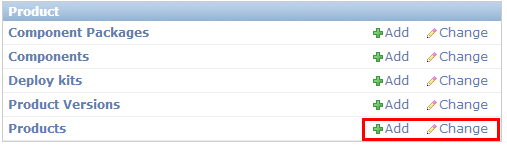 Product
Component Packages Add Change
Components Add Change
Deploy kits Add Change
Product Versions Add Change
Products Add Change